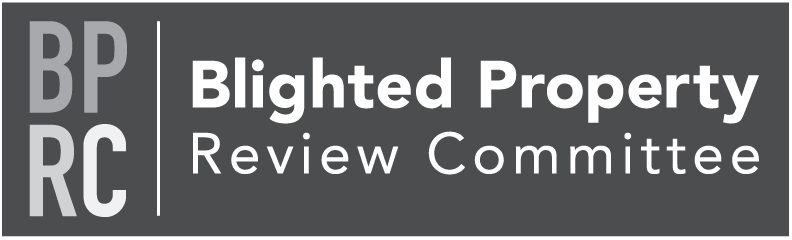 BP
RC
Blighted Property
Review Committee